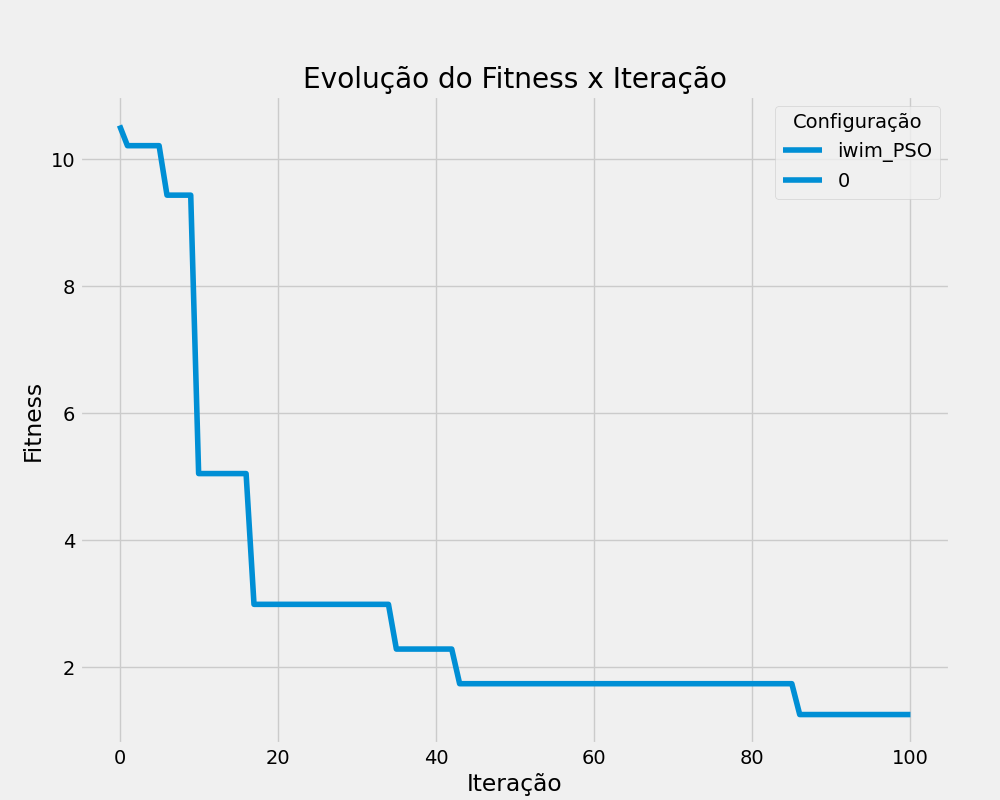 Evolução do Fitness x Iteração
Configuração
iwim_PSO
0
10
8
6
4
2
Fitness
0 20 40 60 80 100
Iteração